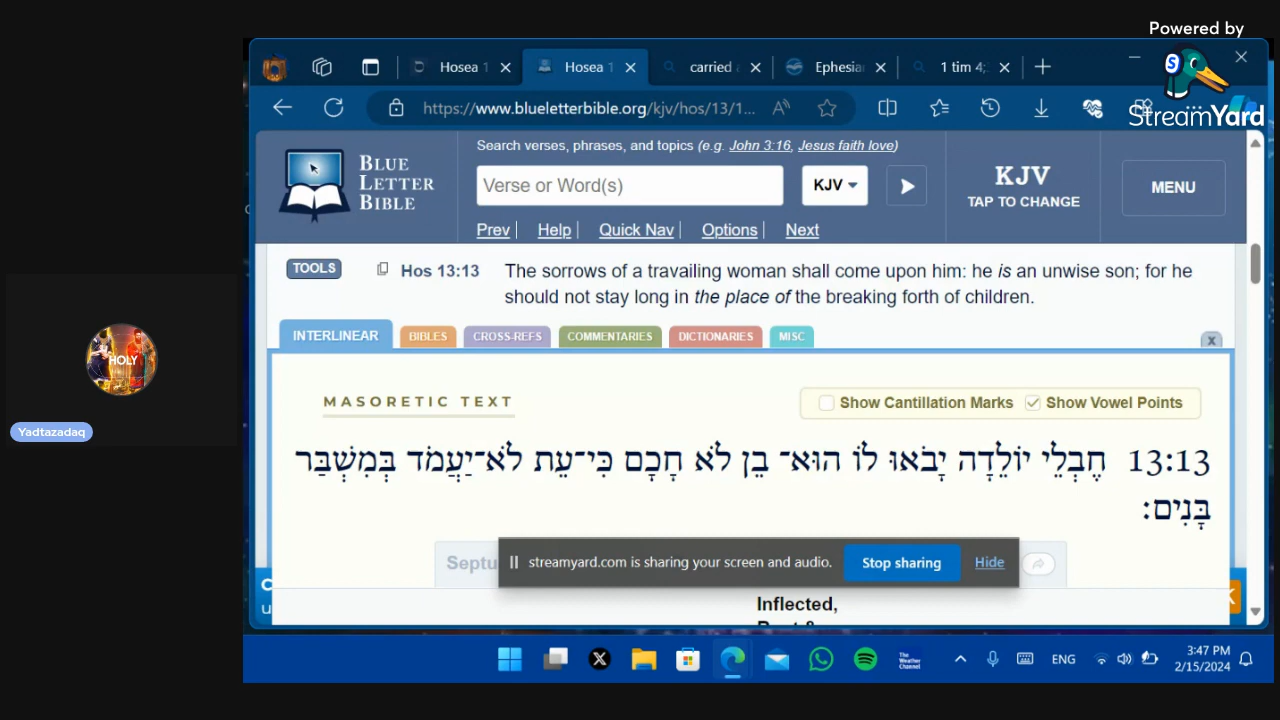 Powered by
StreamYard
Hosea 1
Hosea 1
carried a
Ephesian
1 tim 4;
https://www.blueletterbible.org/kjv/hos/13/1...
BLUE
LETTER
BIBLE
Search verses, phrases, and topics (e.g. John 3:16, Jesus faith love)
Verse or Word(s)
KJV
KJV
TAP TO CHANGE
MENU
Prev
Help
Quick Nav
Options
Next
TOOLS
Hos 13:13
The sorrows of a travailing woman shall come upon him: he is an unwise son; for he
should not stay long in the place of the breaking forth of children.
INTERLINEAR
BIBLES
CROSS-REFS
COMMENTARIES
DICTIONARIES
MISC
x
MASORETIC TEXT
Show Cantillation Marks
Show Vowel Points
13:13 חֶבְלֵי יוֹלֵדָה יָבֹאוּ לוֹ הוּא־ בֵן לֹא חָכָם כִּי־עֵת לֹא־יַעֲמֹד בְּמִשְׁבַּר
בָּנִים׃
Septu
streamyard.com is sharing your screen and audio.
Stop sharing
Hide
Inflected,
HOLY
Yadtazadaq
The
Weather
Channel
ENG
3:47 PM
2/15/2024